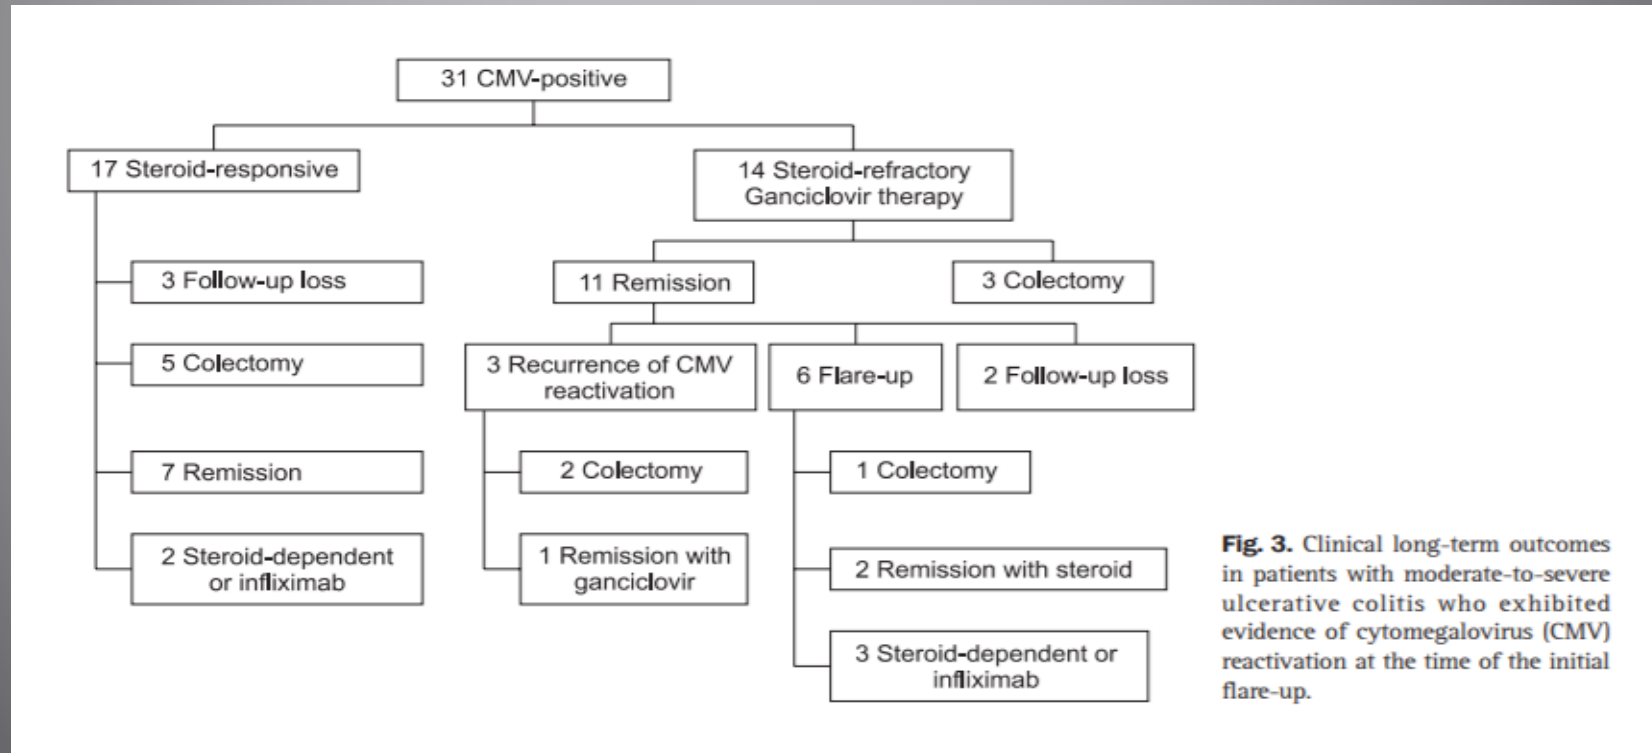 31 CMV-positive
17 Steroid-responsive
14 Steroid-refractory
Ganciclovir therapy
3 Follow-up loss
5 Colectomy
7 Remission
2 Steroid-dependent
or infliximab
11 Remission
3 Colectomy
3 Recurrence of CMV
reactivation
6 Flare-up
2 Follow-up loss
2 Colectomy
1 Remission with
ganciclovir
1 Colectomy
2 Remission with steroid
3 Steroid-dependent or
infliximab
Fig. 3. Clinical long-term outcomes
in patients with moderate-to-severe
ulcerative colitis who exhibited
evidence of cytomegalovirus (CMV)
reactivation at the time of the initial
flare-up.